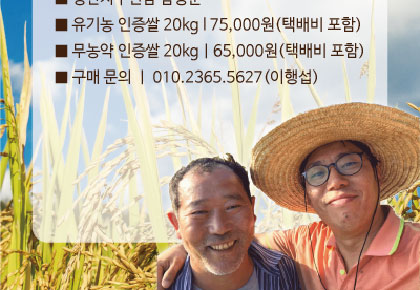 ■ 유기농 인증쌀 20kg | 75,000원(택배비 포함)
■ 무농약 인증쌀 20kg | 65,000원(택배비 포함)
■ 구매 문의 | 010.2365.5627 (이행섭)